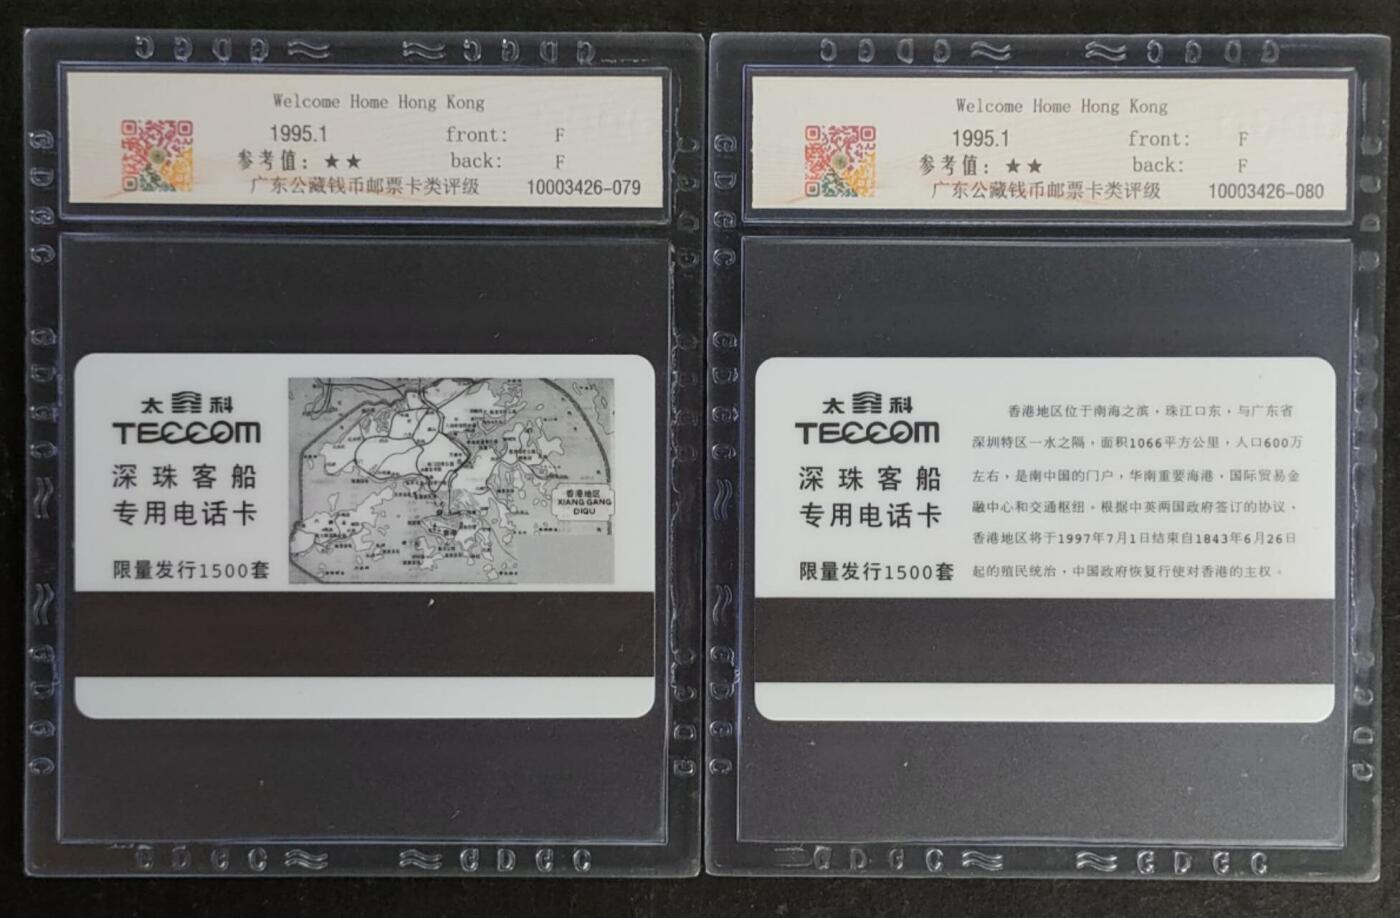 Welcome Home Hong Kong
1995.1 front: F
参考值：★★ back: F
广东公藏钱币邮票卡类评级 10003426-079
太 科
TECCOM
深珠客船
专用电话卡
限量发行1500套
香港地区
XIANG GANG
DIQU
Welcome Home Hong Kong
1995.1 front: F
参考值：★★ back: F
广东公藏钱币邮票卡类评级 10003426-080
太 科
TECCOM
深珠客船
专用电话卡
限量发行1500套
香港地区位于南海之滨，珠江口东，与广东省
深圳特区一水之隔，面积1066平方公里，人口600万
左右，是南中国的门户，华南重要海港，国际贸易金
融中心和交通枢纽。根据中英两国政府签订的协议，
香港地区将于1997年7月1日结束自1843年6月26日
起的殖民统治，中国政府恢复行使对香港的主权。